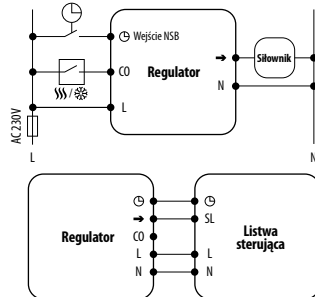 Wejście NSB
CO
Regulator
➔
Siłownik
N
L
AC 230V
/
L
N
Regulator
➔
CO
L
N
SL
L
N
Listwa
sterująca